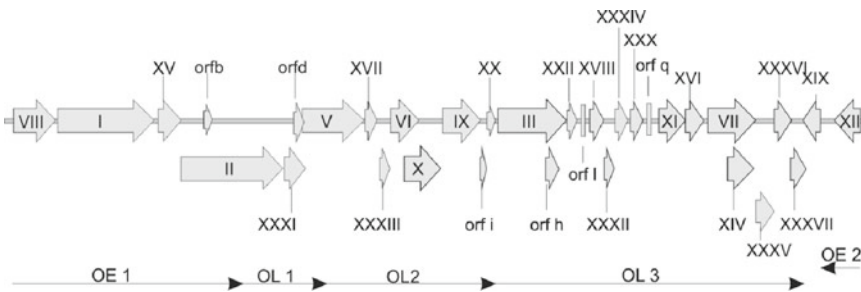 XXXIV
XV orfb orfd XVII XX XXII XVIII XXX orf q XVI XXXVI XIX
VIII I V VI IX III XI VII XII
II X orf l
XXXI XXXIII orf i orf h XXXII XIV XXXVII
XXXV
OE 1 OL 1 OL2 OL 3 OE 2